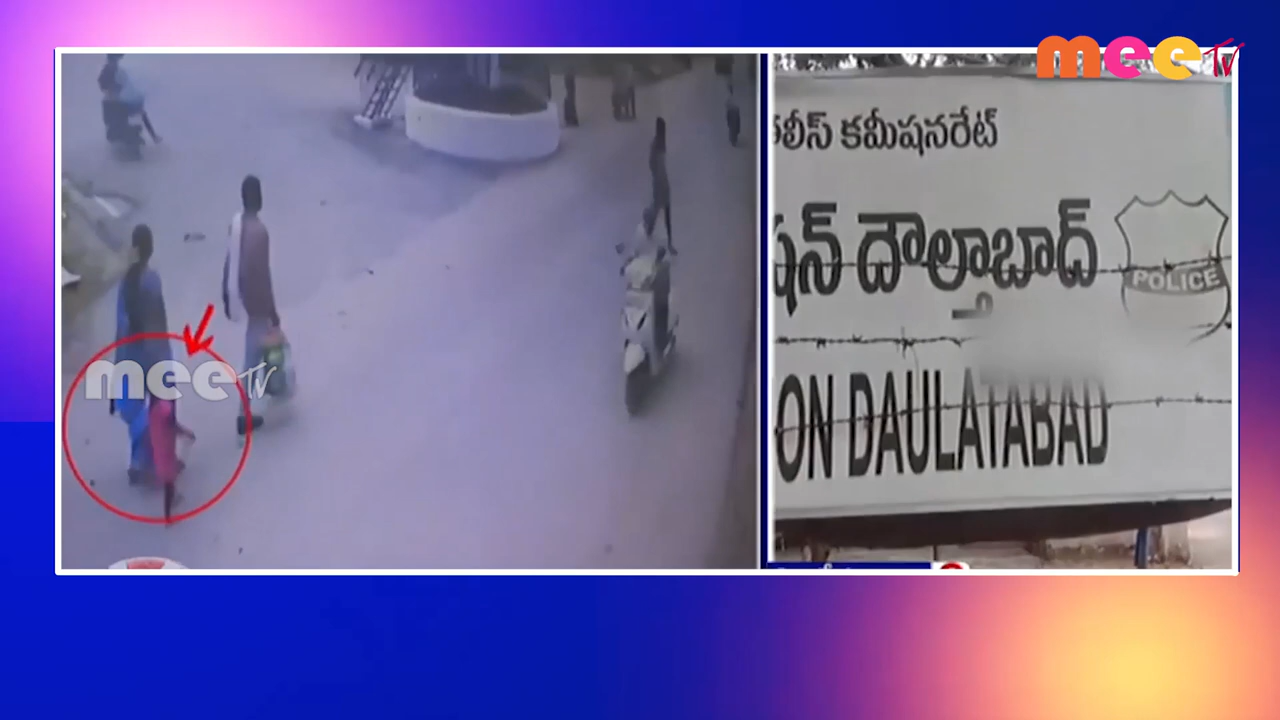 mee TV
mee TV
లీస్ కమీషనరేట్
షన్ దౌల్తాబాద్
POLICE
ON DAULATABAD